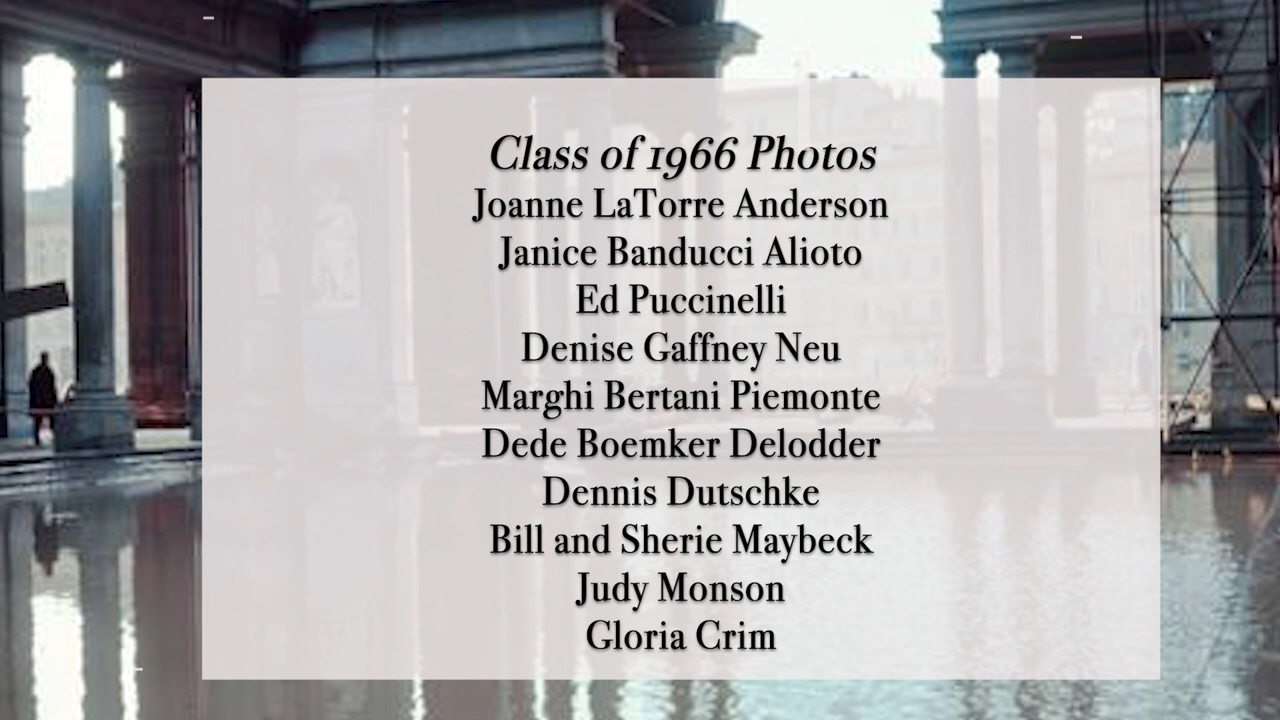 Class of 1966 Photos
Joanne LaTorre Anderson
Janice Banducci Alioto
Ed Puccinelli
Denise Gaffney Neu
Marghi Bertani Piemonte
Dede Boemker Delodder
Dennis Dutschke
Bill and Sherie Maybeck
Judy Monson
Gloria Crim